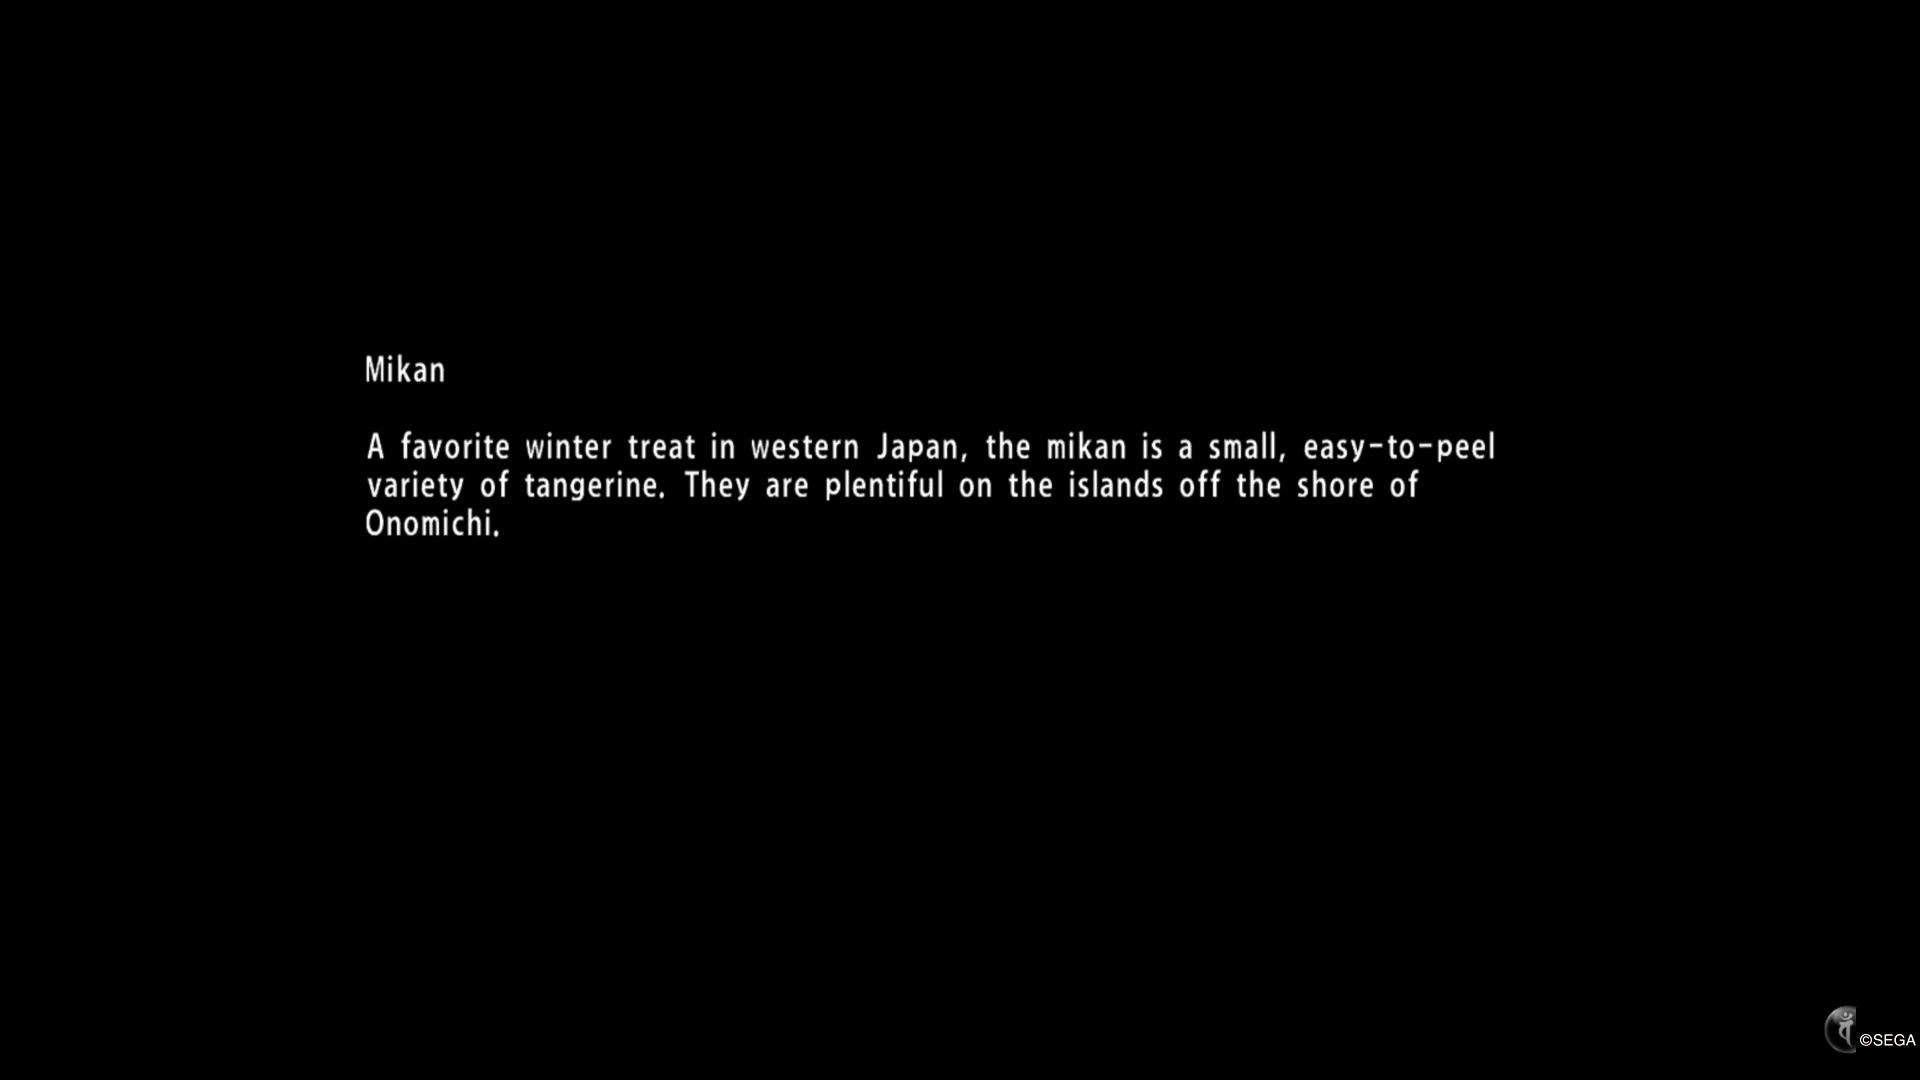 Mikan
A favorite winter treat in western Japan, the mikan is a small, easy-to-peel
variety of tangerine. They are plentiful on the islands off the shore of
Onomichi.
©SEGA